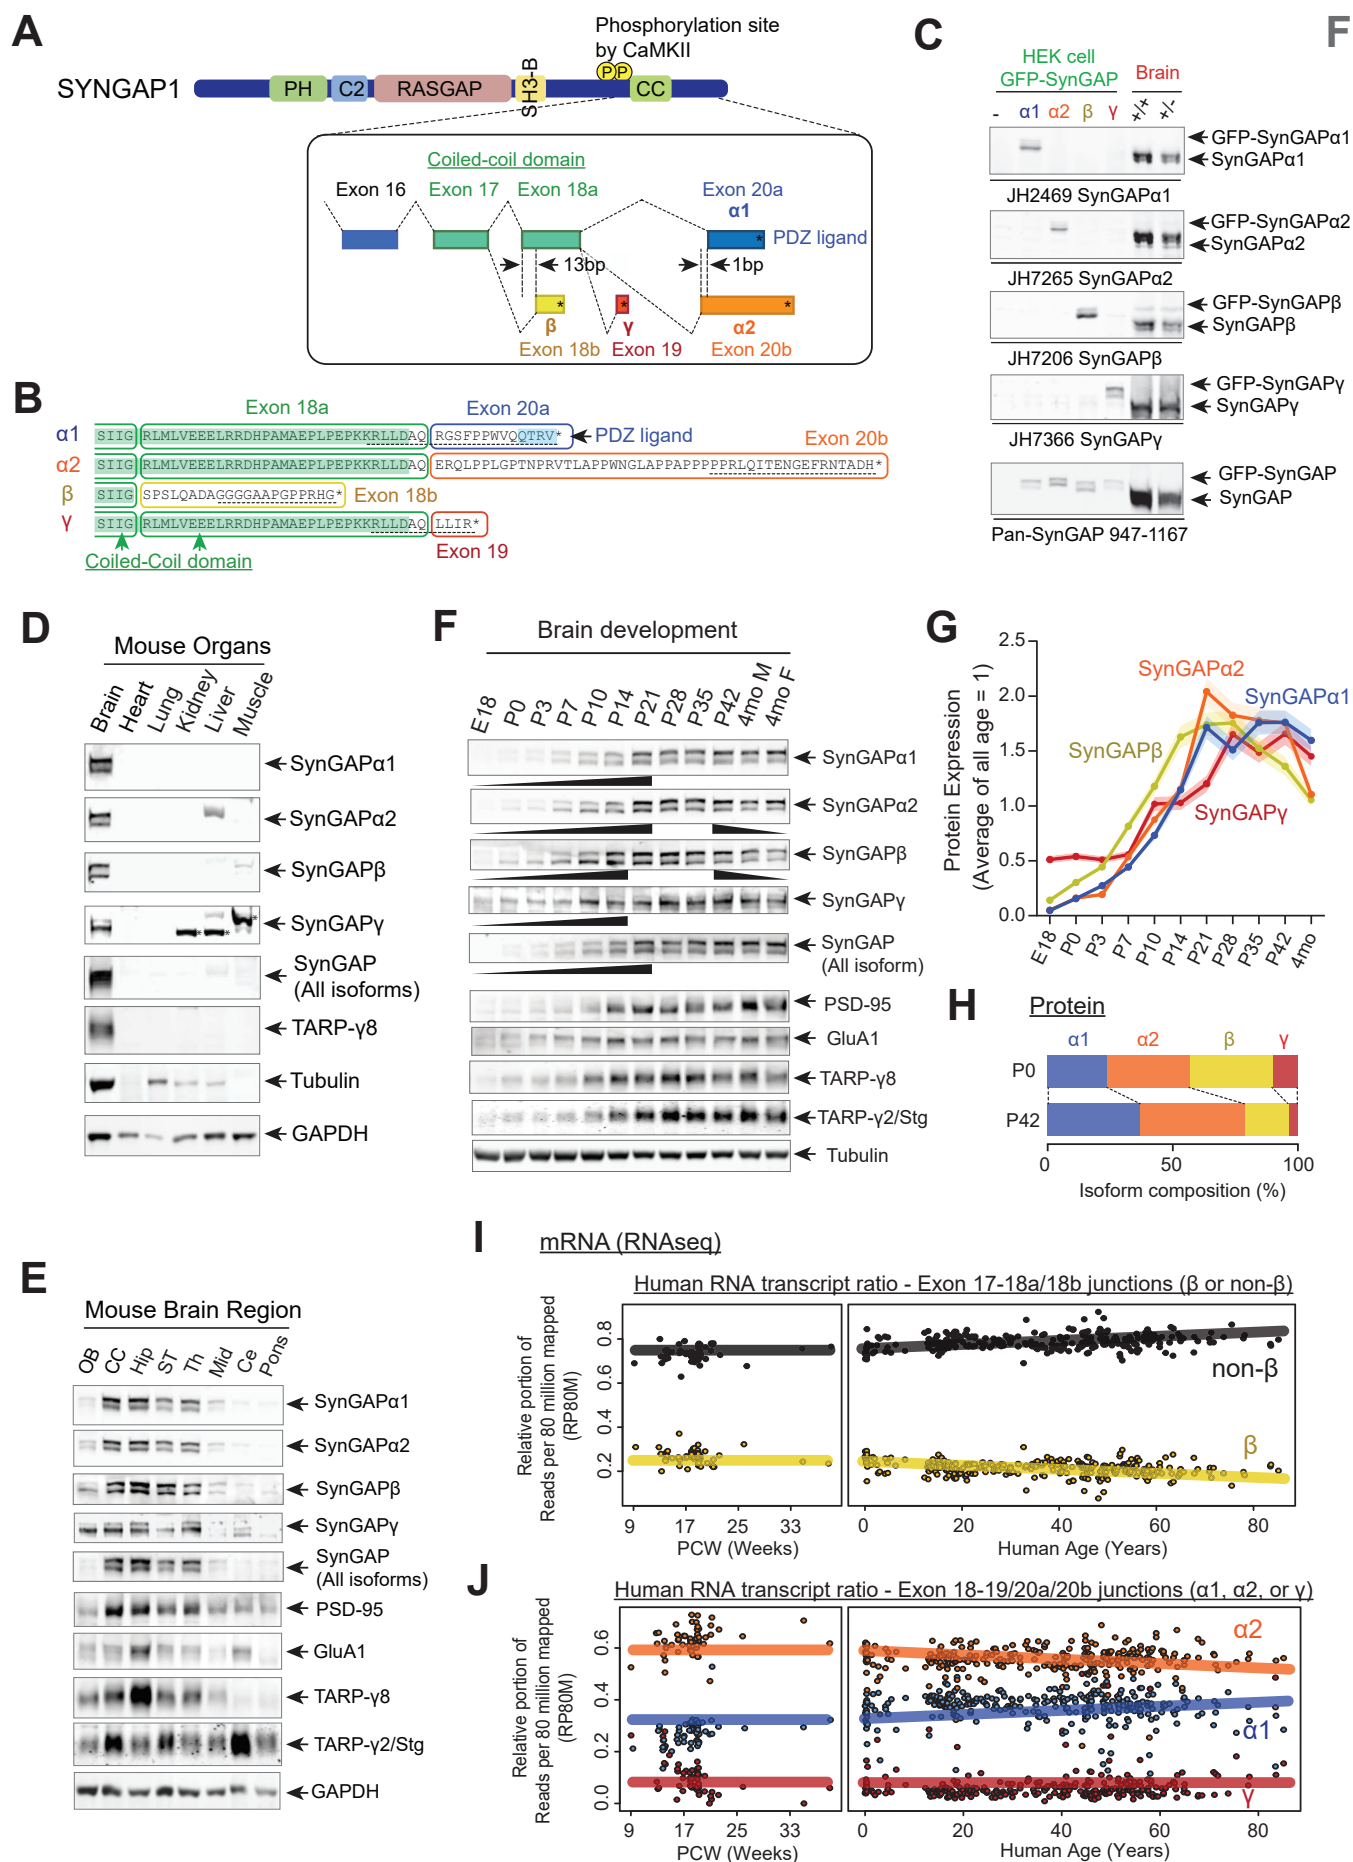 A
Phosphorylation site
by CaMKII
P P
SYNGAP1
PH C2 RASGAP SH3-B CC
Coiled-coil domain
Exon 16 Exon 17 Exon 18a Exon 20a
α1
* PDZ ligand
13bp 1bp
* * *
β γ α2
Exon 18b Exon 19 Exon 20b
B
Exon 18a Exon 20a
α1 SIIG RLMLVEEELRRDHPAMAEPLPEPKKRLLDAQ RGSFPPWVQQTRV* PDZ ligand
Exon 20b
α2 SIIG RLMLVEEELRRDHPAMAEPLPEPKKRLLDAQ ERQLPPLGPTNPRVTLAPPWNGLAPPAPPPPPRLQITENGEFRNTADH*
β SIIG SPSLQADAGGGGAAPGPPRHG* Exon 18b
γ SIIG RLMLVEEELRRDHPAMAEPLPEPKKRLLDAQ LLIR*
Exon 19
Coiled-Coil domain
C
F
HEK cell
GFP-SynGAP
Brain
- α1 α2 β γ +/+ +/-
GFP-SynGAPα1
SynGAPα1
JH2469 SynGAPα1
GFP-SynGAPα2
SynGAPα2
JH7265 SynGAPα2
GFP-SynGAPβ
SynGAPβ
JH7206 SynGAPβ
GFP-SynGAPγ
SynGAPγ
JH7366 SynGAPγ
GFP-SynGAP
SynGAP
Pan-SynGAP 947-1167
D
Mouse Organs
Brain Heart Lung Kidney Liver Muscle
SynGAPα1
SynGAPα2
SynGAPβ
SynGAPγ
* * *
SynGAP
(All isoforms)
TARP-γ8
Tubulin
GAPDH
F
Brain development
E18 P0 P3 P7 P10 P14 P21 P28 P35 P42 4mo M 4mo F
SynGAPα1
SynGAPα2
SynGAPβ
SynGAPγ
SynGAP
(All isoform)
PSD-95
GluA1
TARP-γ8
TARP-γ2/Stg
Tubulin
G
Protein Expression
(Average of all age = 1)
2.5
2.0
1.5
1.0
0.5
0.0
SynGAPα2
SynGAPα1
SynGAPβ
SynGAPγ
E18 P0 P3 P7 P10 P14 P21 P28 P35 P42 4mo
H
Protein
α1 α2 β γ
P0
P42
0 50 100
Isoform composition (%)
E
Mouse Brain Region
OB CC Hip ST Th Mid Ce Pons
SynGAPα1
SynGAPα2
SynGAPβ
SynGAPγ
SynGAP
(All isoforms)
PSD-95
GluA1
TARP-γ8
TARP-γ2/Stg
GAPDH
I
mRNA (RNAseq)
Human RNA transcript ratio - Exon 17-18a/18b junctions (β or non-β)
Relative portion of
Reads per 80 million mapped
(RP80M)
0.8
0.6
0.4
0.2
non-β
β
9 17 25 33 0 20 40 60 80
PCW (Weeks) Human Age (Years)
J
Human RNA transcript ratio - Exon 18-19/20a/20b junctions (α1, α2, or γ)
Relative portion of
Reads per 80 million mapped
(RP80M)
0.6
0.4
0.2
0.0
α2
α1
γ
9 17 25 33 0 20 40 60 80
PCW (Weeks) Human Age (Years)